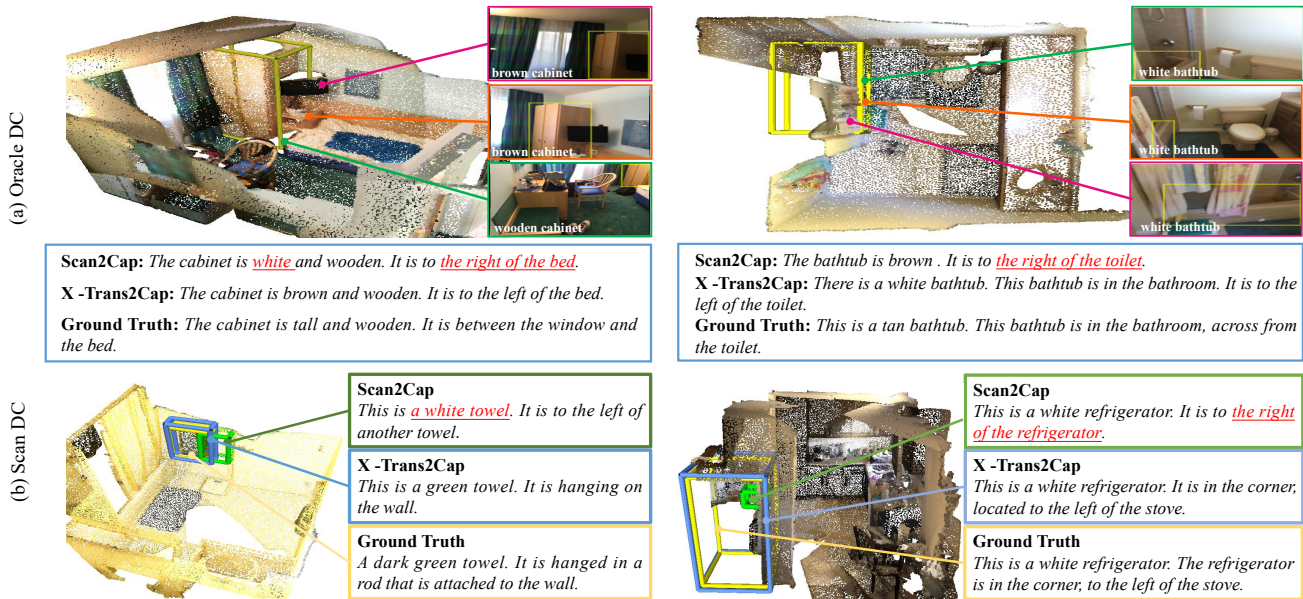 (a) Oracle DC
brown cabinet
brown cabinet
wooden cabinet
white bathtub
white bathtub
white bathtub
Scan2Cap: The cabinet is white and wooden. It is to the right of the bed.
X -Trans2Cap: The cabinet is brown and wooden. It is to the left of the bed.
Ground Truth: The cabinet is tall and wooden. It is between the window and
the bed.
Scan2Cap: The bathtub is brown . It is to the right of the toilet.
X -Trans2Cap: There is a white bathtub. This bathtub is in the bathroom. It is to the
left of the toilet.
Ground Truth: This is a tan bathtub. This bathtub is in the bathroom, across from
the toilet.
(b) Scan DC
Scan2Cap
This is a white towel. It is to the left of
another towel.
X -Trans2Cap
This is a green towel. It is hanging on
the wall.
Ground Truth
A dark green towel. It is hanged in a
rod that is attached to the wall.
Scan2Cap
This is a white refrigerator. It is to the right
of the refrigerator.
X -Trans2Cap
This is a white refrigerator. It is in the corner,
located to the left of the stove.
Ground Truth
This is a white refrigerator. The refrigerator
is in the corner, to the left of the stove.